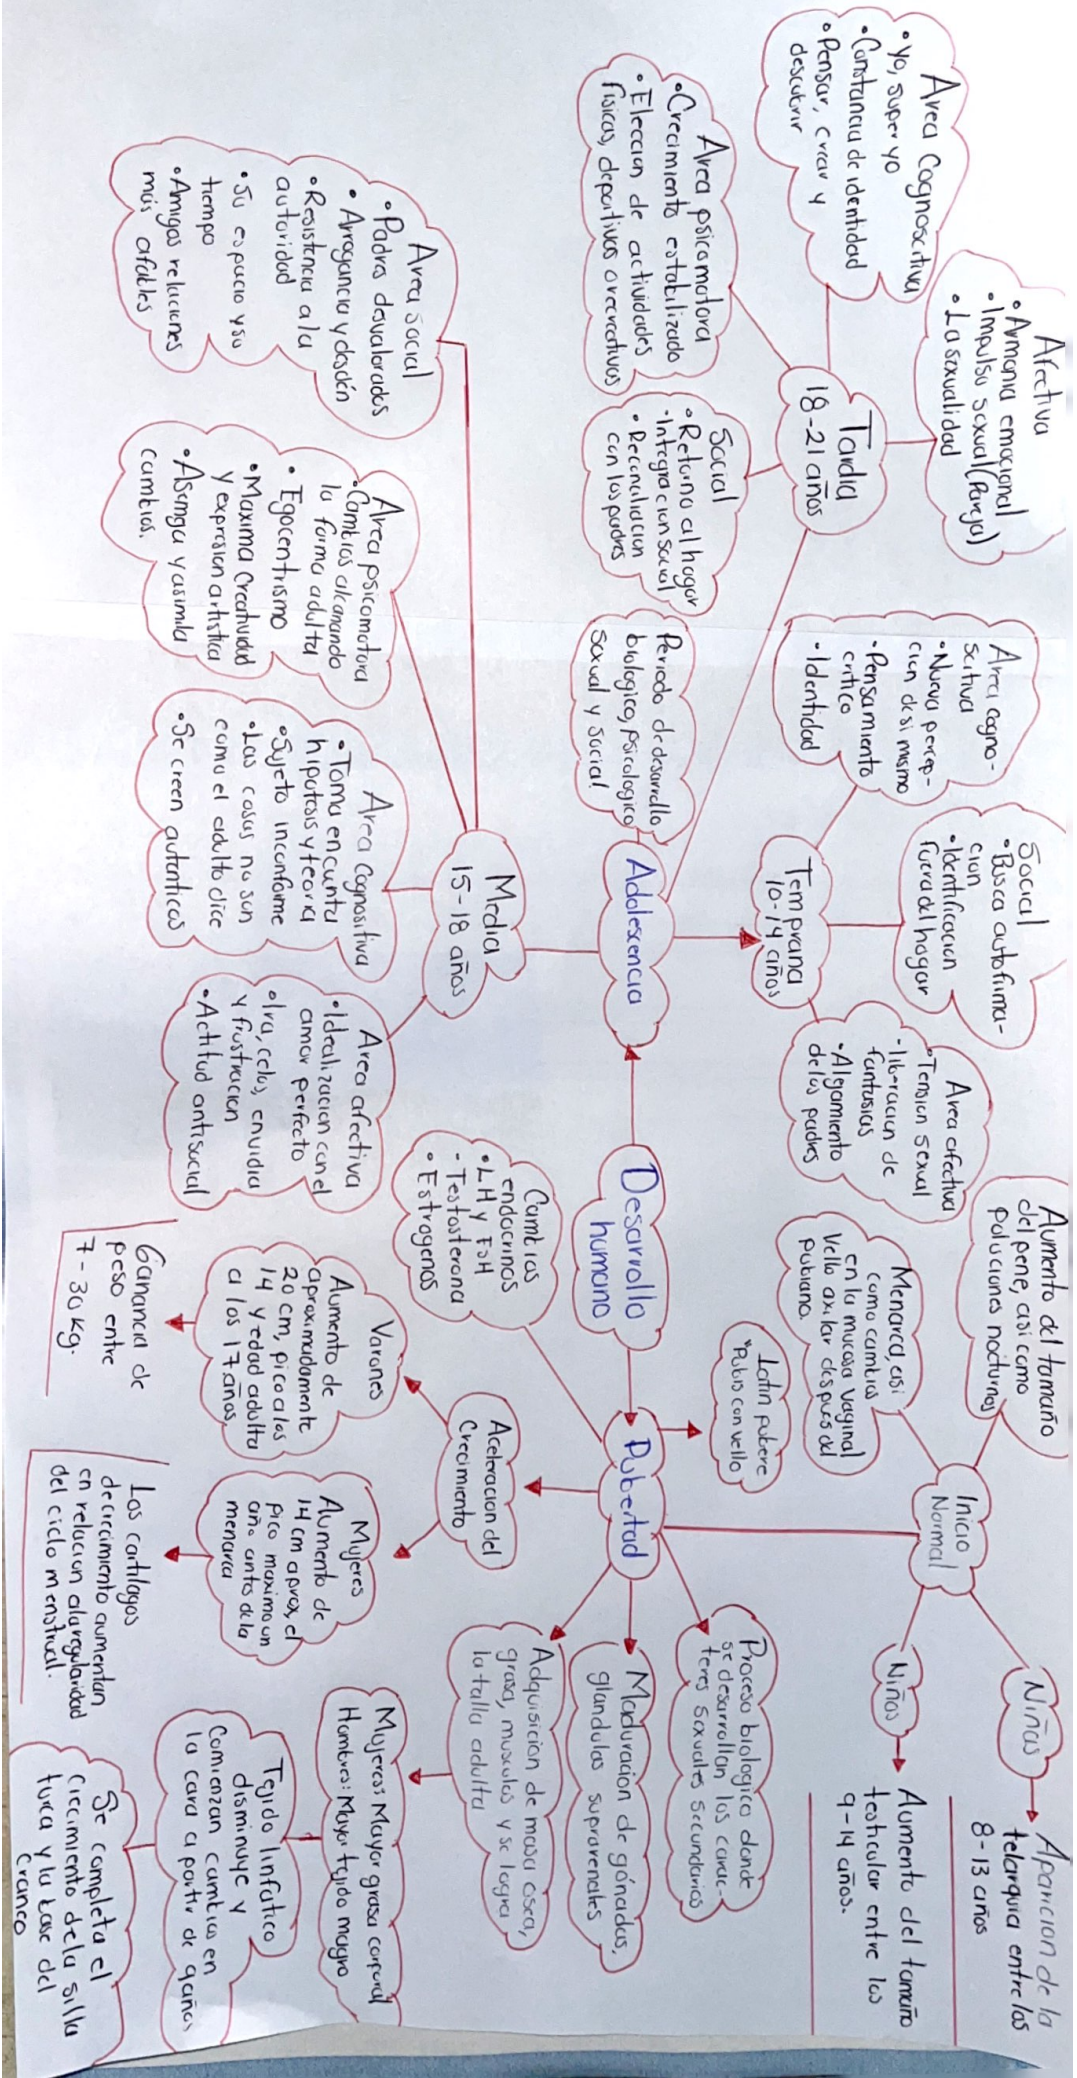 Desarrollo
humano
Adolescencia
Periodo de desarrollo
biologico, psicologico
sexual y social
Tardia
18-21 años
Afectiva
• Armonia emocional
• Impulso sexual (Pareja)
• La sexualidad
Area Cognoscitiva
• Yo, super yo
• Constancia de identidad
• Pensar, crear y
descubrir
Area psicomotora
• Crecimiento estabilizado
• Eleccion de actividades
fisicas, deportivas o recreativas
Social
• Retorno al hogar
• Integracion social
• Reconciliacion
con los padres
Temprana
10-14 años
Area cogno-
scitiva
• Nueva percep-
cion de si mismo
• Pensamiento
critico
• Identidad
Social
• Busca autofirma-
cion
• Identificacion
fuera del hogar
Area afectiva
• Tension sexual
• liberacion de
fantasias
• Algamiento
de los padres
Media
15-18 años
Area social
• Padres desvalorados
• Arrogancia y desdén
• Resistencia a la
autoridad
• Su espacio y su
tiempo
• Amigas relaciones
más afables
Area psicomotora
• Cambios alcanando
la forma adulta
• Egocentrismo
• Maxima creatividad
y expresion artistica
• Asemga y asimila
cambios.
Area Cognositiva
• Toma en cunta
hipotesis y teoria
• Sujeto inconforme
• Las cosas no son
como el adulto dice
• Se creen autenticos
Area afectiva
• Idealizacion con el
amor perfecto
• Ira, celos, envidia
y frustracion
• Actitud antisocial
Pubertad
Latin pubere
"Pubis con vello
Cambios
endocrinos
• LH y FSH
- Testosterona
• Estrogenos
Inicio
Normal
Aumento del tamaño
del pene, asi como
poluciones nocturnas
Menarca, asi
como cambios
en la mucosa vaginal
Vello axilar despues del
pubiano.
Niñas
Aparicion de la
telarquia entre los
8-13 años
Niños
Aumento del tamaño
testicular entre los
9-14 años.
Aceleracion del
Crecimiento
Varones
Aumento de
aproximadamente
20 cm, pico a los
14 y edad adulta
a los 17 años
Ganancia de
peso entre
7-30 kg.
Mujeres
Aumento de
14 cm aprox, el
pico maximo un
año antes de la
menarca
Los cartilagos
de crecimiento aumentan
en relacion a la regularidad
del ciclo menstrual.
Proceso biologico donde
se desarrollan los carac-
teres sexuales secundarios
Maduracion de gónadas,
glandulas suprarenales
Adquisicion de masa osea,
grasa, musculos y se logra
la talla adulta
Mujeres: Mayor grasa corporal
Hombres: Mayor tejido magro
Tejido linfatico
disminuye y
Comienzan cambios en
la cara a partir de 9 años
Se completa el
crecimiento de la silla
turca y la base del
craneo